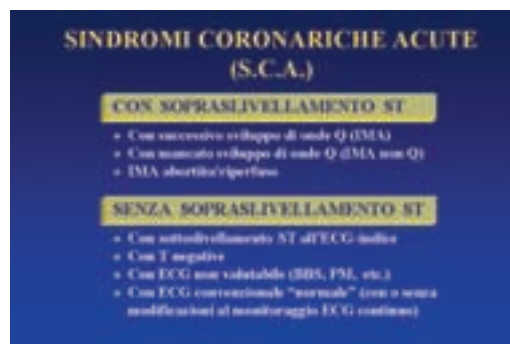 SINDROMI CORONARICHE ACUTE
(S.C.A.)
CON SOPRASLIVELLAMENTO ST
• Con successivo sviluppo di onde Q (IMA)
• Con mancato sviluppo di onde Q (IMA non Q)
• IMA abortito/riperfuso
SENZA SOPRASLIVELLAMENTO ST
• Con sottoslivellamento ST all'ECG indice
• Con T negative
• Con ECG non valutabile (BBS, PM, etc.)
• Con ECG convenzionale "normale" (con o senza
modificazioni al monitoraggio ECG continuo)